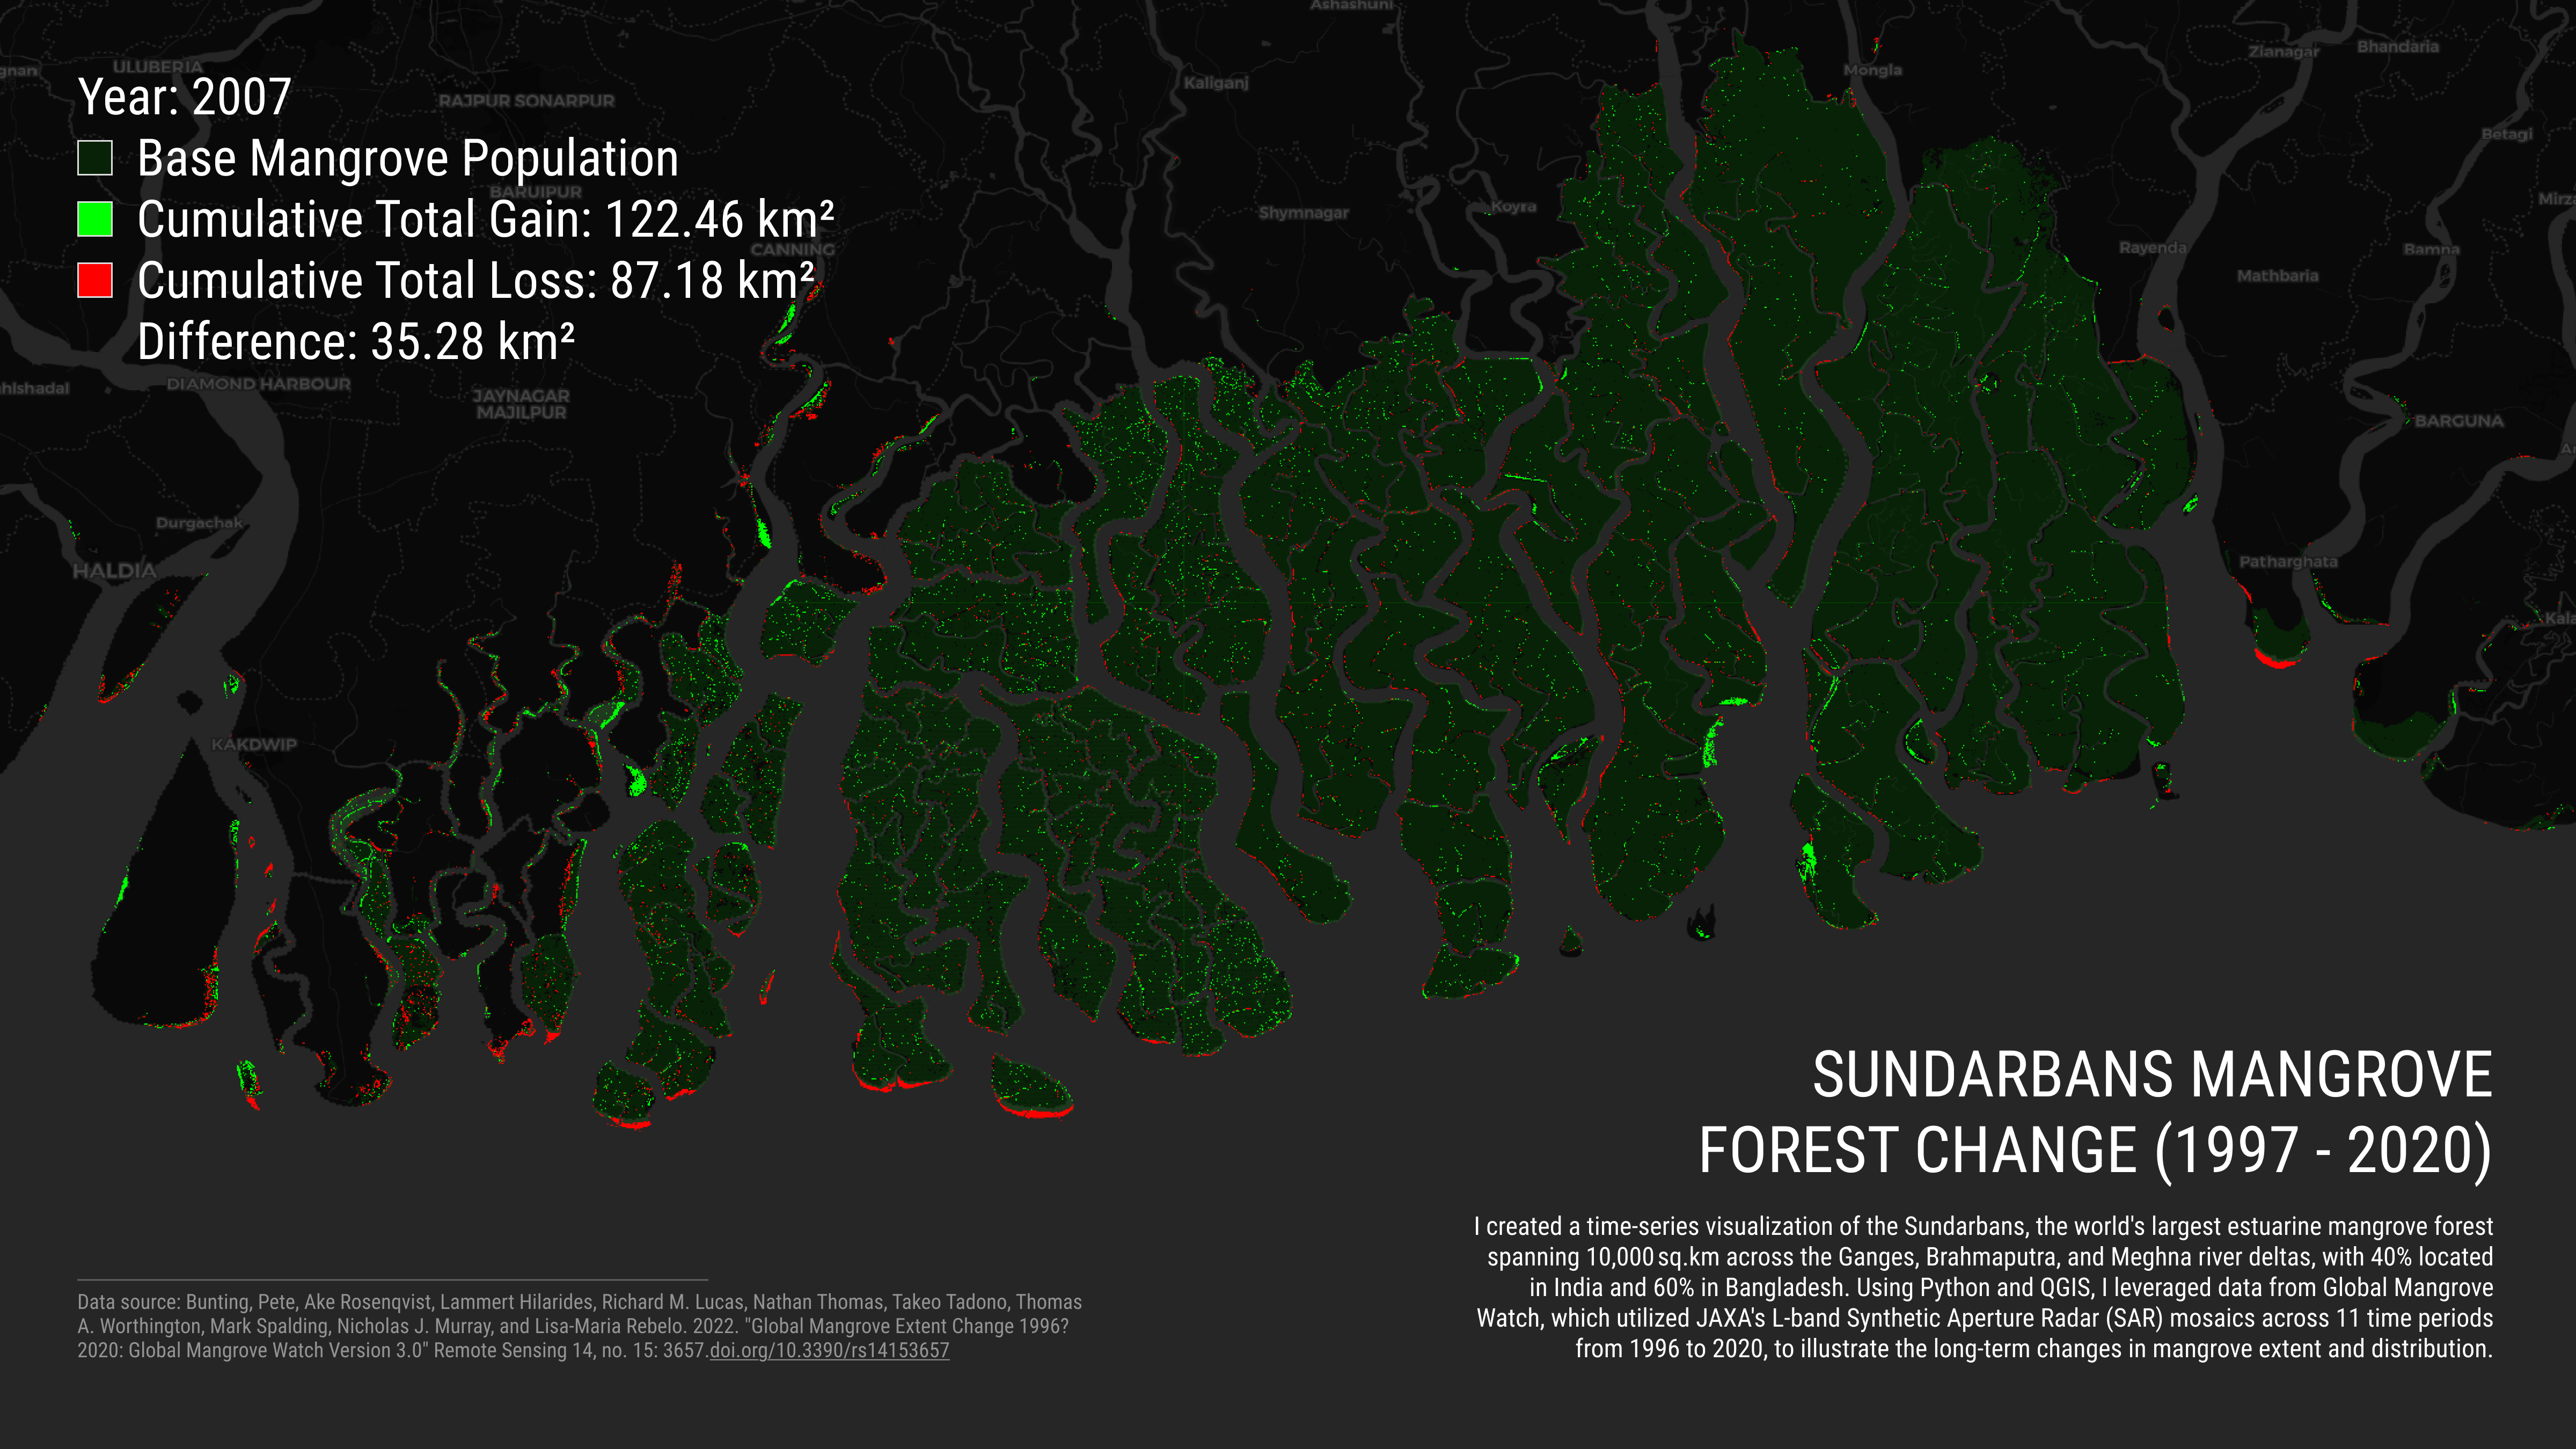 Ashashuni
Zianagar
Bhandaria
gnan
ULUBERIA
Kaliganj
Mongla
Year: 2007
RAJPUR SONARPUR
Betagi
Base Mangrove Population
BARUIPUR
Shymnagar
Koyra
Cumulative Total Gain: 122.46 km²
CANNING
Rayenda
Bamna
Mathbaria
Cumulative Total Loss: 87.18 km²
Difference: 35.28 km²
DIAMOND HARBOUR
hishadal
JAYNAGAR
MAJILPUR
BARGUNA
Durgachak
HALDIA
Patharghata
KAKDWIP
SUNDARBANS MANGROVE
FOREST CHANGE (1997 - 2020)
I created a time-series visualization of the Sundarbans, the world's largest estuarine mangrove forest
spanning 10,000 sq.km across the Ganges, Brahmaputra, and Meghna river deltas, with 40% located
in India and 60% in Bangladesh. Using Python and QGIS, I leveraged data from Global Mangrove
Watch, which utilized JAXA's L-band Synthetic Aperture Radar (SAR) mosaics across 11 time periods
from 1996 to 2020, to illustrate the long-term changes in mangrove extent and distribution.
Data source: Bunting, Pete, Ake Rosenqvist, Lammert Hilarides, Richard M. Lucas, Nathan Thomas, Takeo Tadono, Thomas
A. Worthington, Mark Spalding, Nicholas J. Murray, and Lisa-Maria Rebelo. 2022. "Global Mangrove Extent Change 1996?
2020: Global Mangrove Watch Version 3.0" Remote Sensing 14, no. 15: 3657.doi.org/10.3390/rs14153657